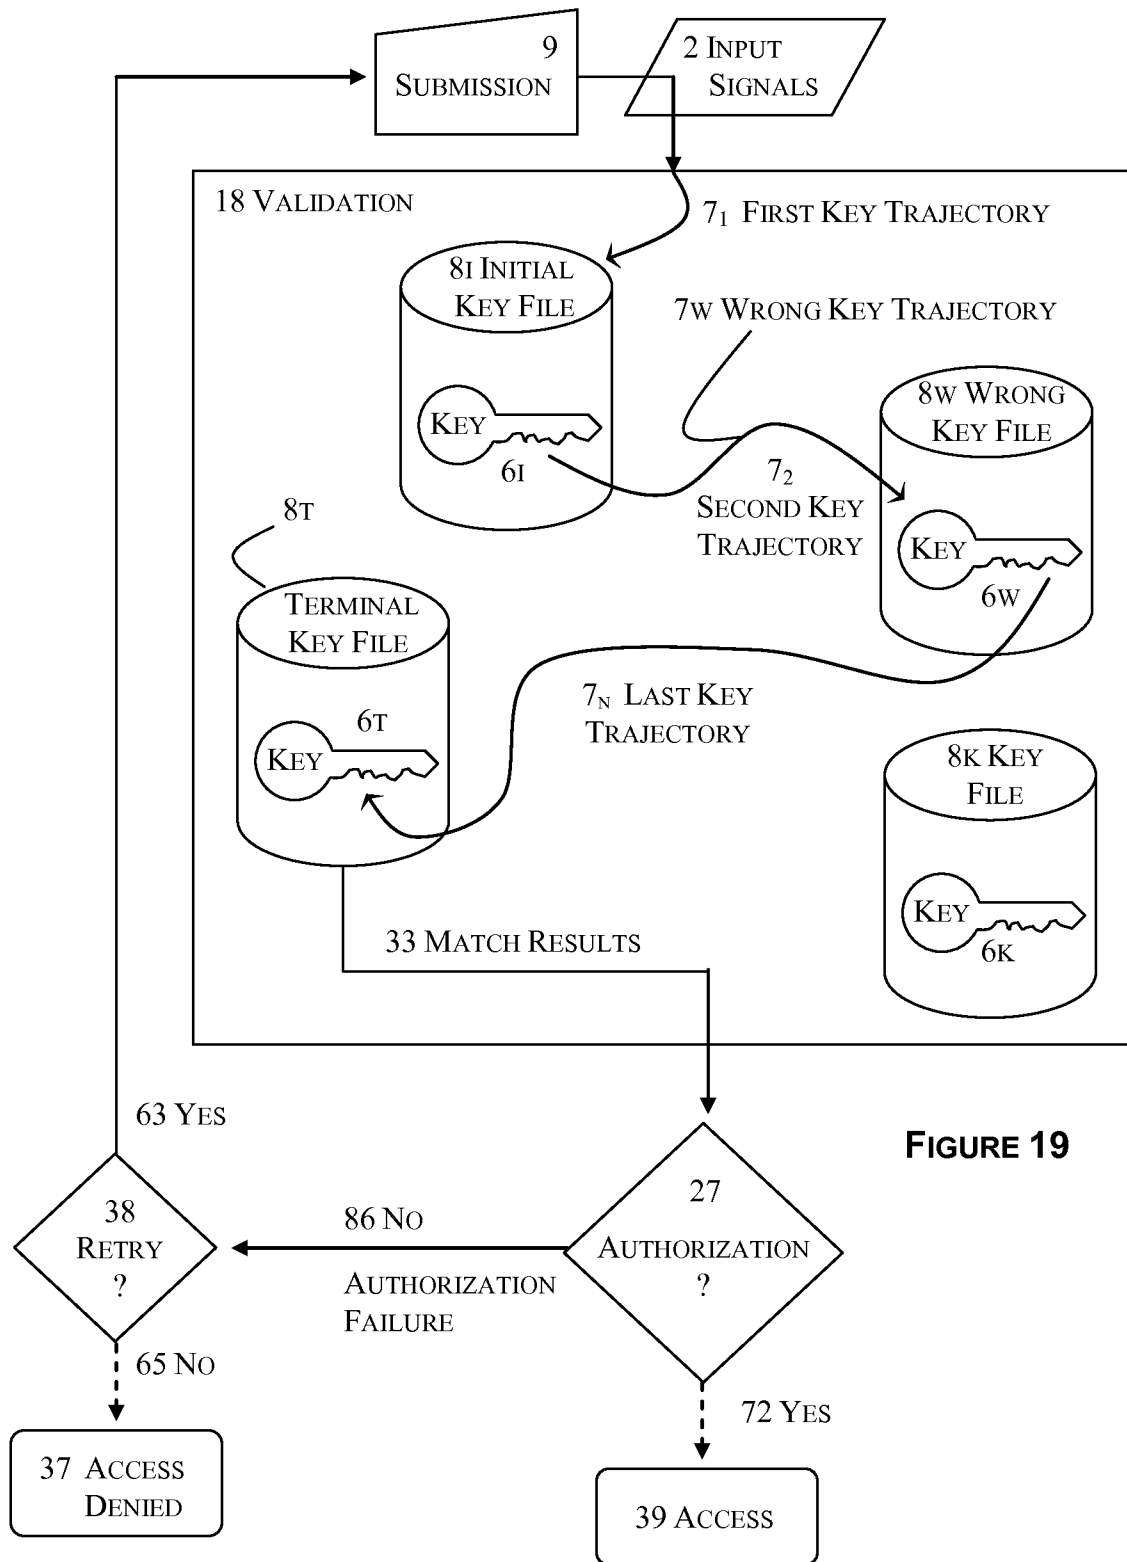 9
SUBMISSION
2 INPUT
SIGNALS
18 VALIDATION
7₁ FIRST KEY TRAJECTORY
8I INITIAL
KEY FILE
7W WRONG KEY TRAJECTORY
8W WRONG
KEY FILE
KEY
6I
7₂
SECOND KEY
TRAJECTORY
8T
KEY
6W
TERMINAL
KEY FILE
7N LAST KEY
TRAJECTORY
6T
KEY
8K KEY
FILE
KEY
6K
33 MATCH RESULTS
63 YES
FIGURE 19
38
RETRY
?
86 NO
AUTHORIZATION
FAILURE
27
AUTHORIZATION
?
65 NO
72 YES
37 ACCESS
DENIED
39 ACCESS